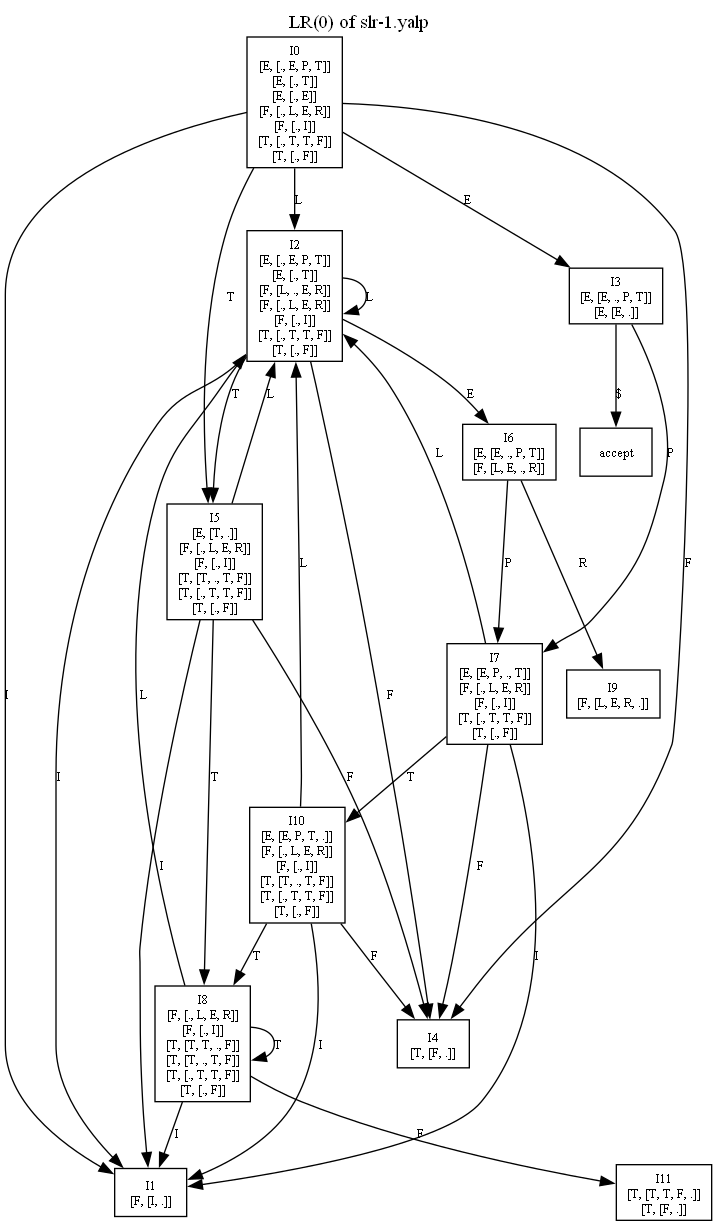 LR(0) of slr-1.yalp
I0
[E, [., E, P, T]]
[E, [., T]]
[E, [., E]]
[F, [., L, E, R]]
[F, [., I]]
[T, [., T, T, F]]
[T, [., F]]
L
E
I2
[E, [., E, P, T]]
[E, [., T]]
[F, [L, ., E, R]]
[F, [., L, E, R]]
[F, [., I]]
[T, [., T, T, F]]
[T, [., F]]
T
L
I3
[E, [E, ., P, T]]
[E, [E, .]]
T
L
E
$
I6
[E, [E, ., P, T]]
[F, [L, E, ., R]]
accept
L
P
I5
[E, [T, .]]
[F, [., L, E, R]]
[F, [., I]]
[T, [T, ., T, F]]
[T, [., T, T, F]]
[T, [., F]]
L
P
R
F
I7
[E, [E, P, ., T]]
[F, [., L, E, R]]
[F, [., I]]
[T, [., T, T, F]]
[T, [., F]]
I9
[F, [L, E, R, .]]
I
L
F
I
T
F
T
I10
[E, [E, P, T, .]]
[F, [., L, E, R]]
[F, [., I]]
[T, [T, ., T, F]]
[T, [., T, T, F]]
[T, [., F]]
I
F
T
F
I
I8
[F, [., L, E, R]]
[F, [., I]]
[T, [T, T, ., F]]
[T, [T, ., T, F]]
[T, [., T, T, F]]
[T, [., F]]
T
I
I4
[T, [F, .]]
I
F
I1
[F, [I, .]]
I11
[T, [T, T, F, .]]
[T, [F, .]]